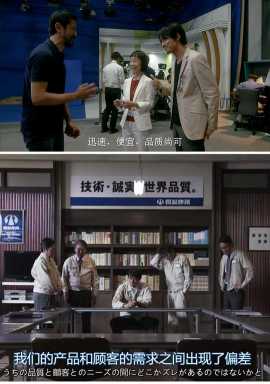 迅速，便宜，品质尚可
技術・誠実 世界品質。
我们的产品和顾客的需求之间出现了偏差
うちの品質と顧客とのニーズの間にどこかズレがあるのではないかと